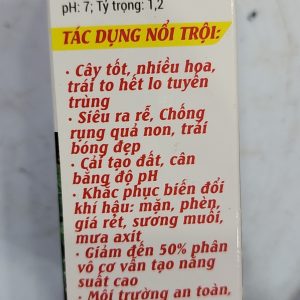 pH: 7; Tỷ trọng: 1,2
TÁC DỤNG NỔI TRỘI:
· Cây tốt, nhiều hoa,
trái to hết lo tuyến
trùng
· Siêu ra rễ, Chống
rụng quả non, trái
bóng đẹp
· Cải tạo đất, cân
bằng độ pH
· Khắc phục biến đổi
khí hậu: mặn, phèn,
giá rét, sương muối,
mưa axít
· Giảm đến 50% phân
vô cơ vẫn tạo năng
suất cao
· Môi trường an toàn,